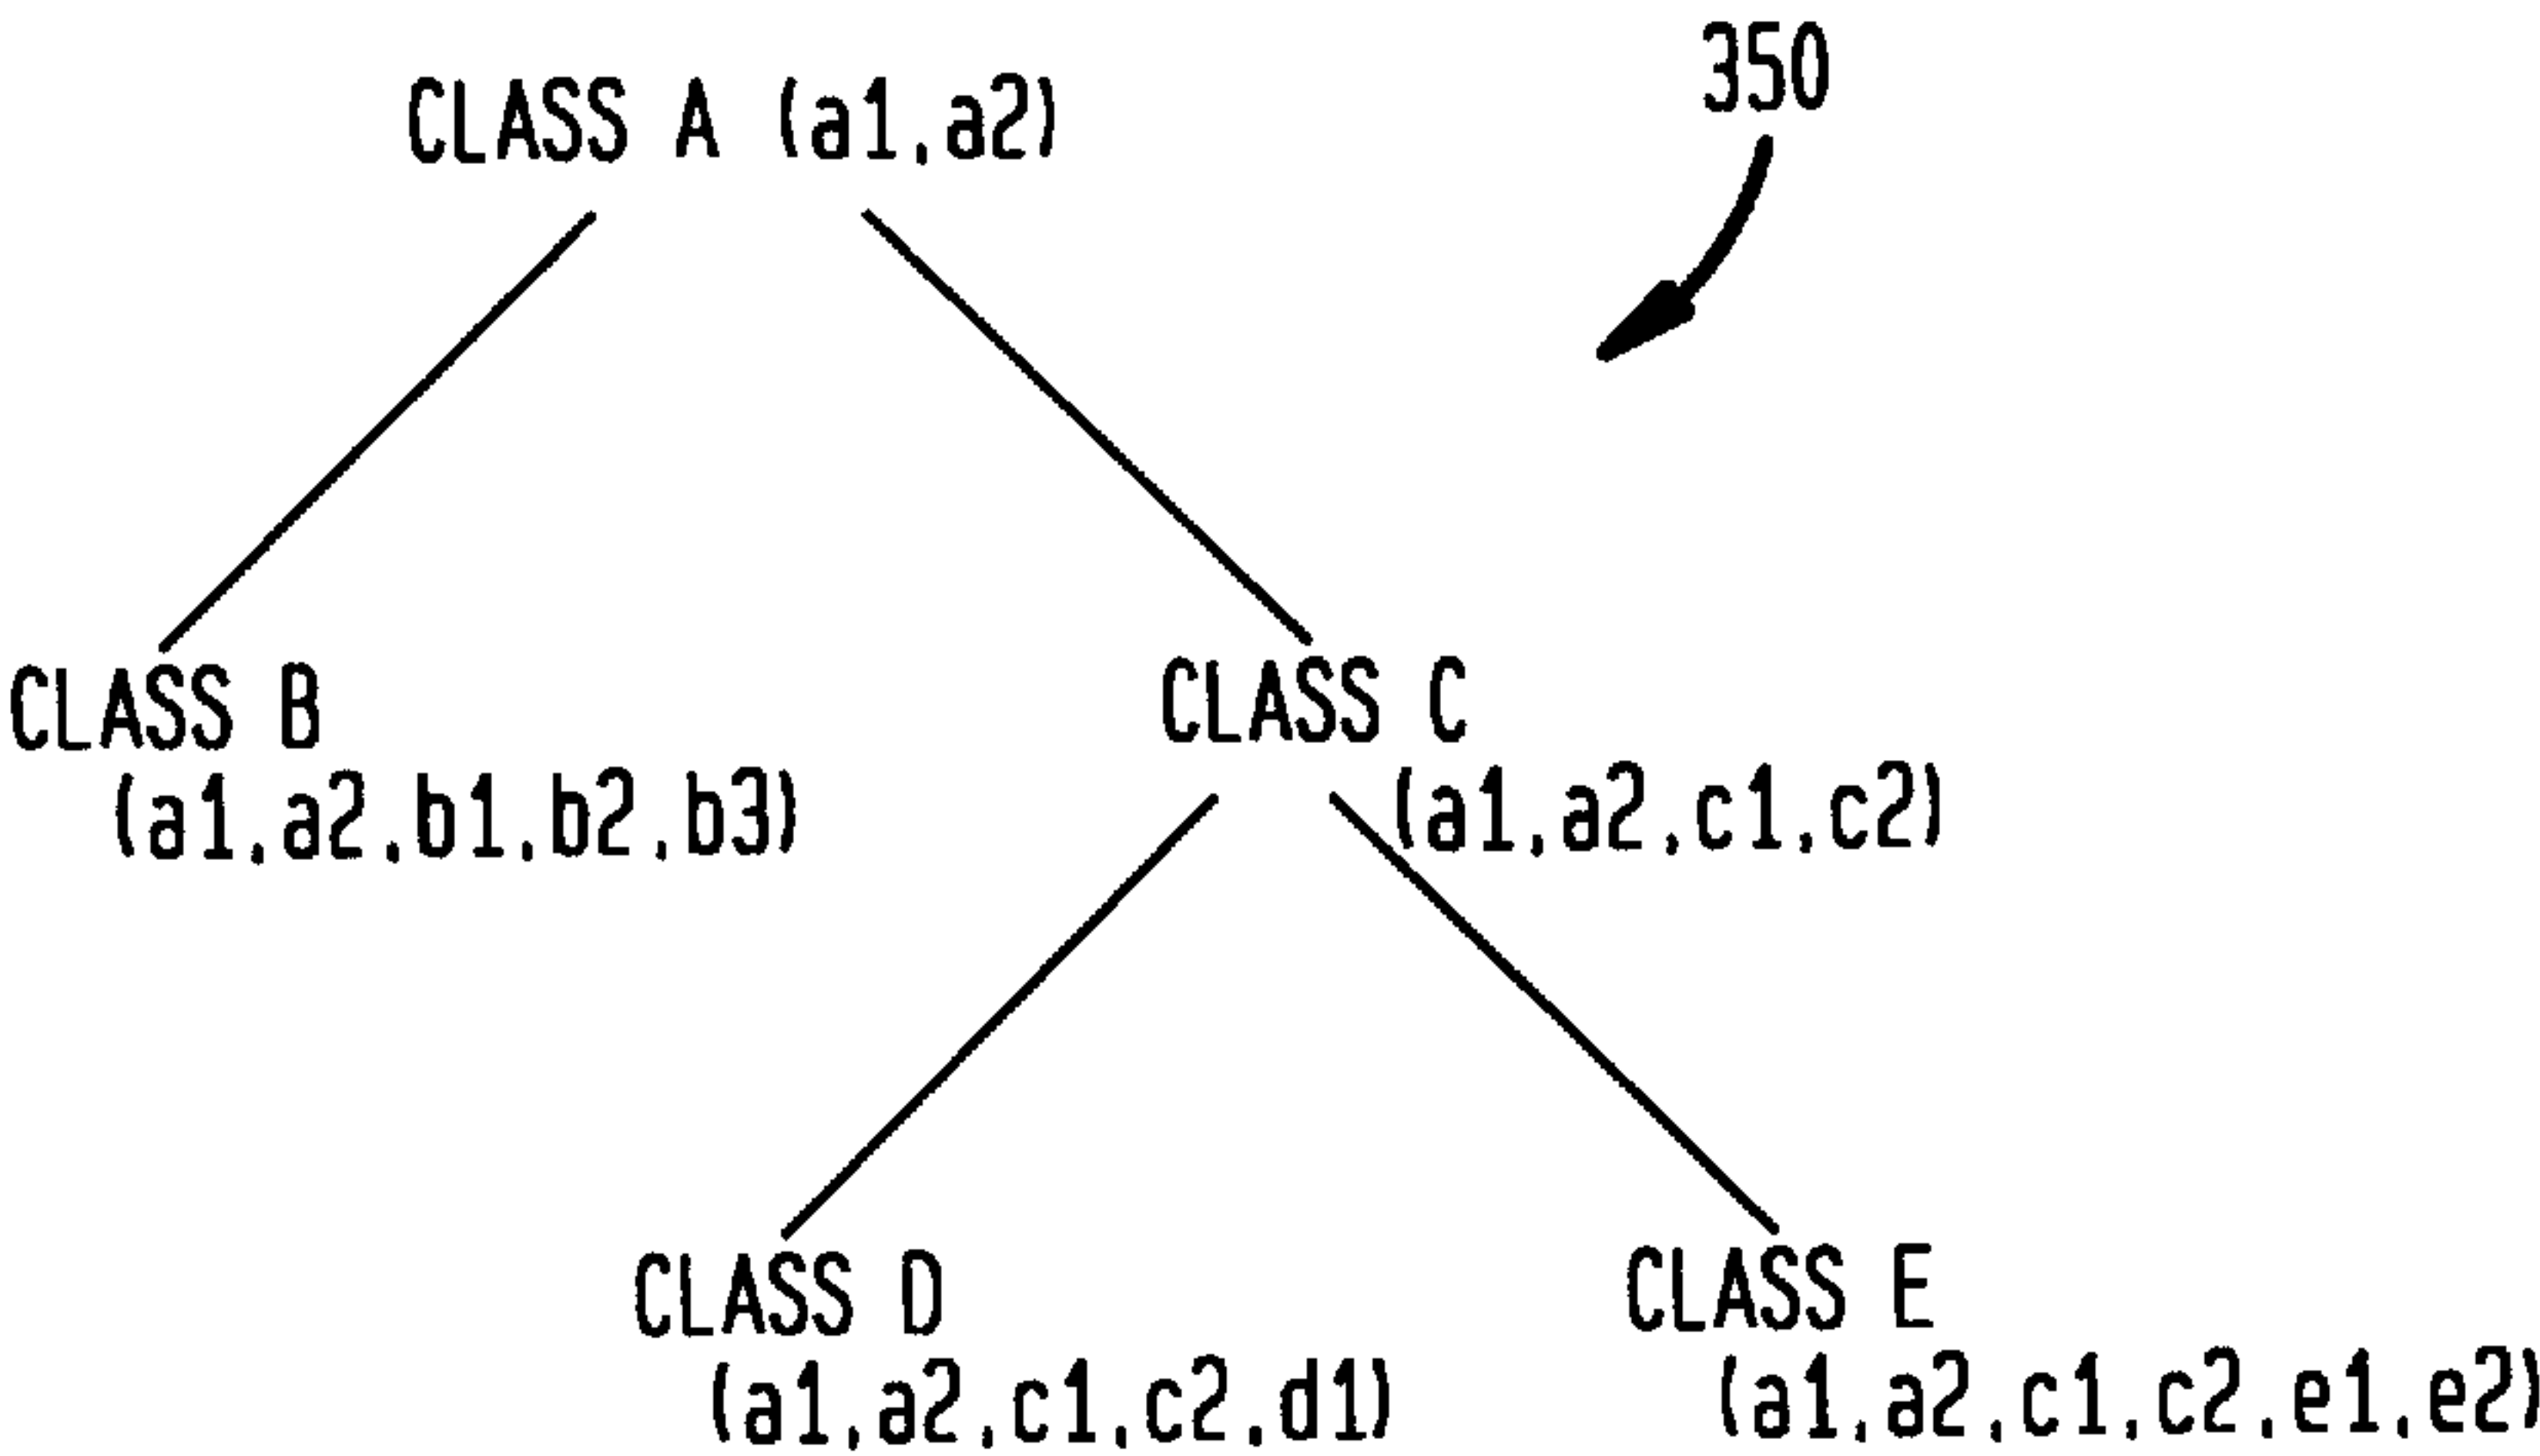 350
CLASS A (a1,a2)
CLASS B
(a1,a2,b1,b2,b3)
CLASS C
(a1,a2,c1,c2)
CLASS D
(a1,a2,c1,c2,d1)
CLASS E
(a1,a2,c1,c2,e1,e2)